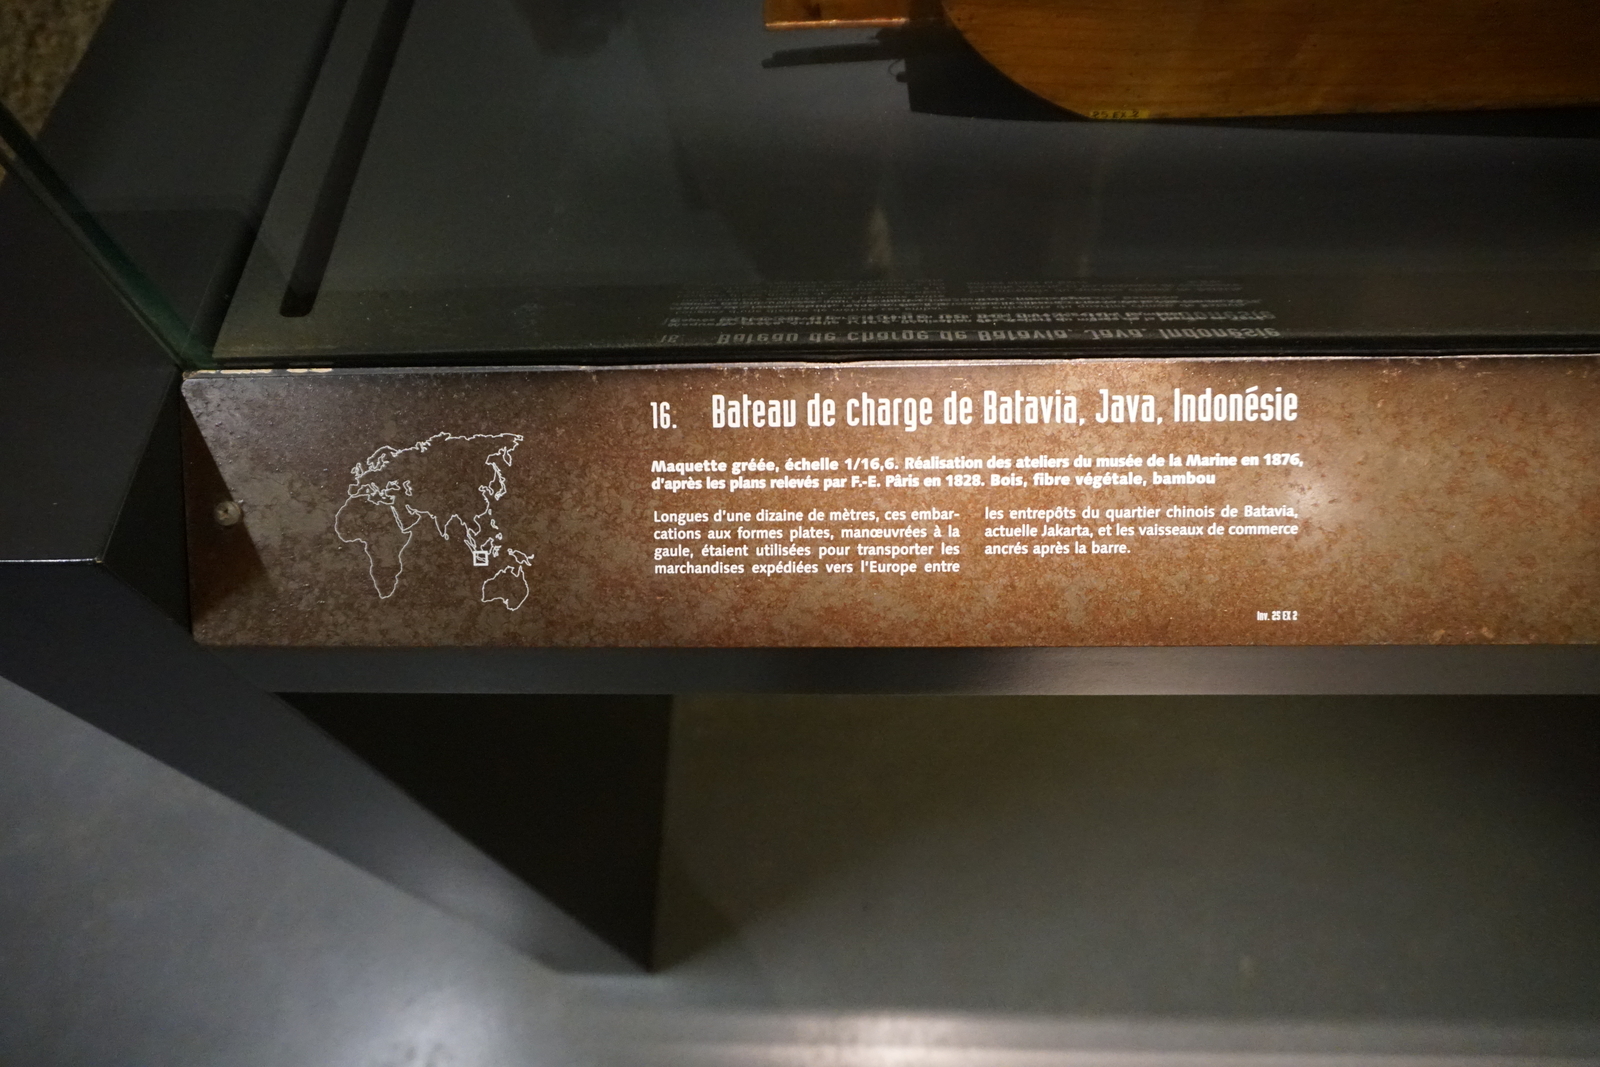 25 EX 2
16. Bateau de charge de Batavia, Java, Indonésie
Maquette gréée, échelle 1/16,6. Réalisation des ateliers du musée de la Marine en 1876,
d'après les plans relevés par F.-E. Pâris en 1828. Bois, fibre végétale, bambou
Longues d'une dizaine de mètres, ces embar-
cations aux formes plates, manœuvrées à la
gaule, étaient utilisées pour transporter les
marchandises expédiées vers l'Europe entre
les entrepôts du quartier chinois de Batavia,
actuelle Jakarta, et les vaisseaux de commerce
ancrés après la barre.
Inv. 25 EX 2